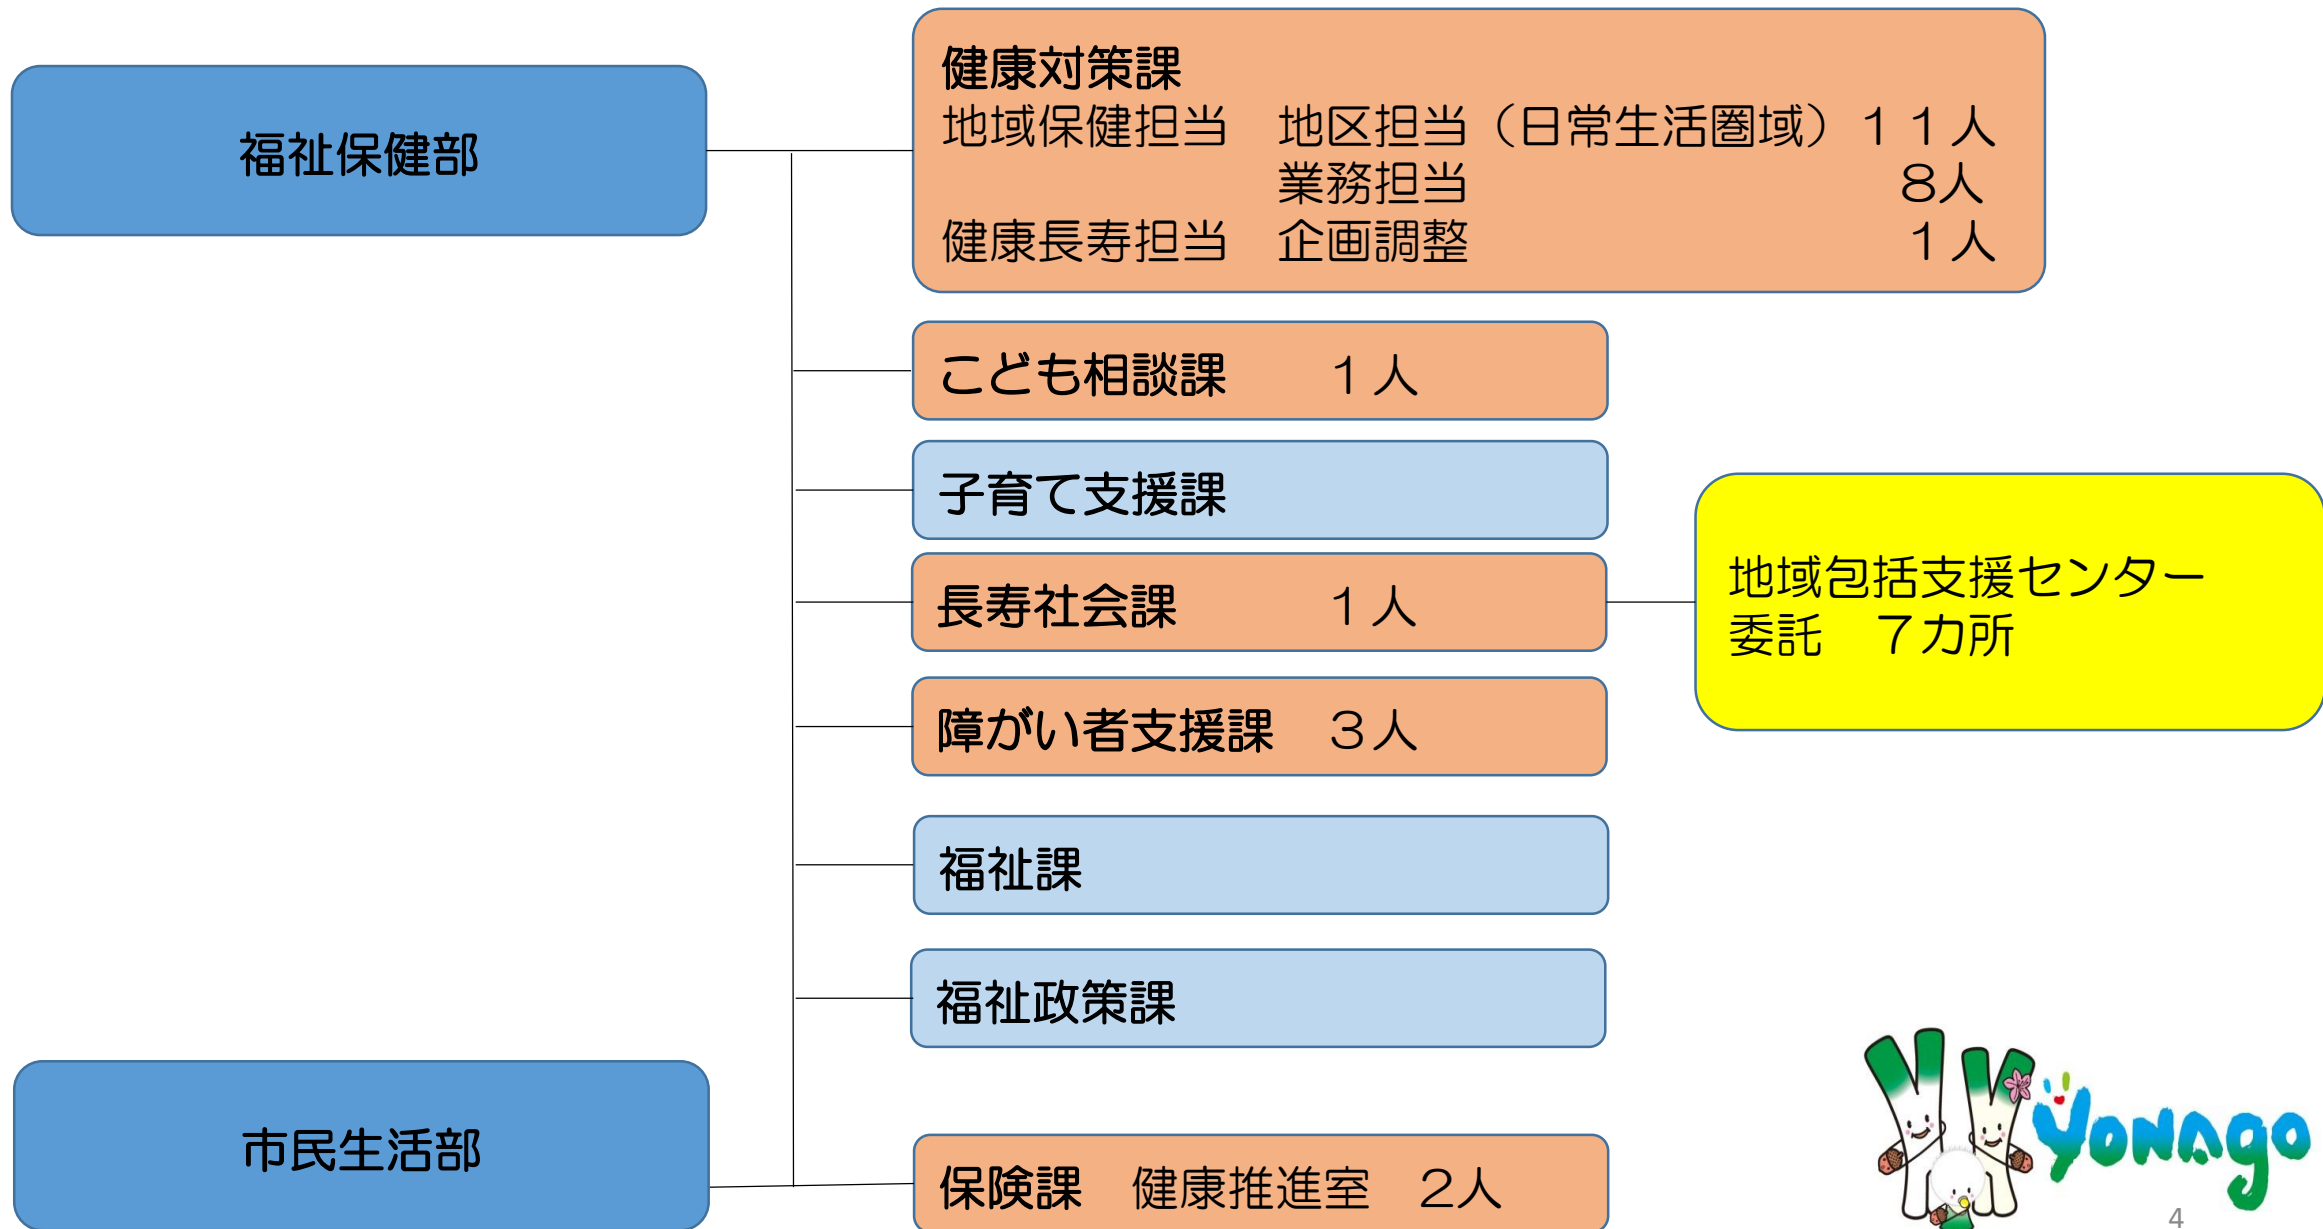 福祉保健部
健康対策課
地域保健担当　地区担当（日常生活圏域）１１人
業務担当　８人
健康長寿担当　企画調整　１人
こども相談課　１人
子育て支援課
長寿社会課　１人
地域包括支援センター
委託　７カ所
障がい者支援課　３人
福祉課
福祉政策課
市民生活部
保険課　健康推進室　２人
YONAGO
4